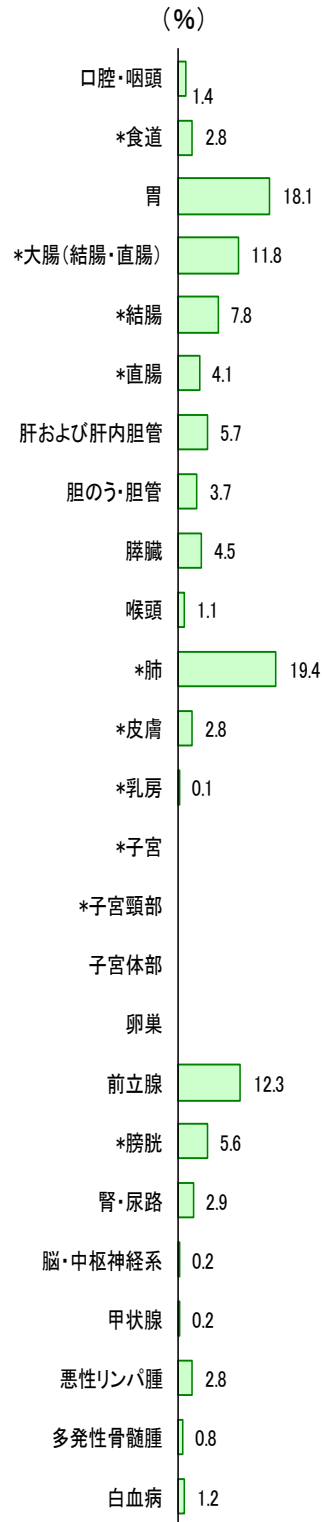 （％）
口腔・咽頭 1.4
*食道 2.8
胃 18.1
*大腸（結腸・直腸） 11.8
*結腸 7.8
*直腸 4.1
肝および肝内胆管 5.7
胆のう・胆管 3.7
膵臓 4.5
喉頭 1.1
*肺 19.4
*皮膚 2.8
*乳房 0.1
*子宮
*子宮頸部
子宮体部
卵巣
前立腺 12.3
*膀胱 5.6
腎・尿路 2.9
脳・中枢神経系 0.2
甲状腺 0.2
悪性リンパ腫 2.8
多発性骨髄腫 0.8
白血病 1.2